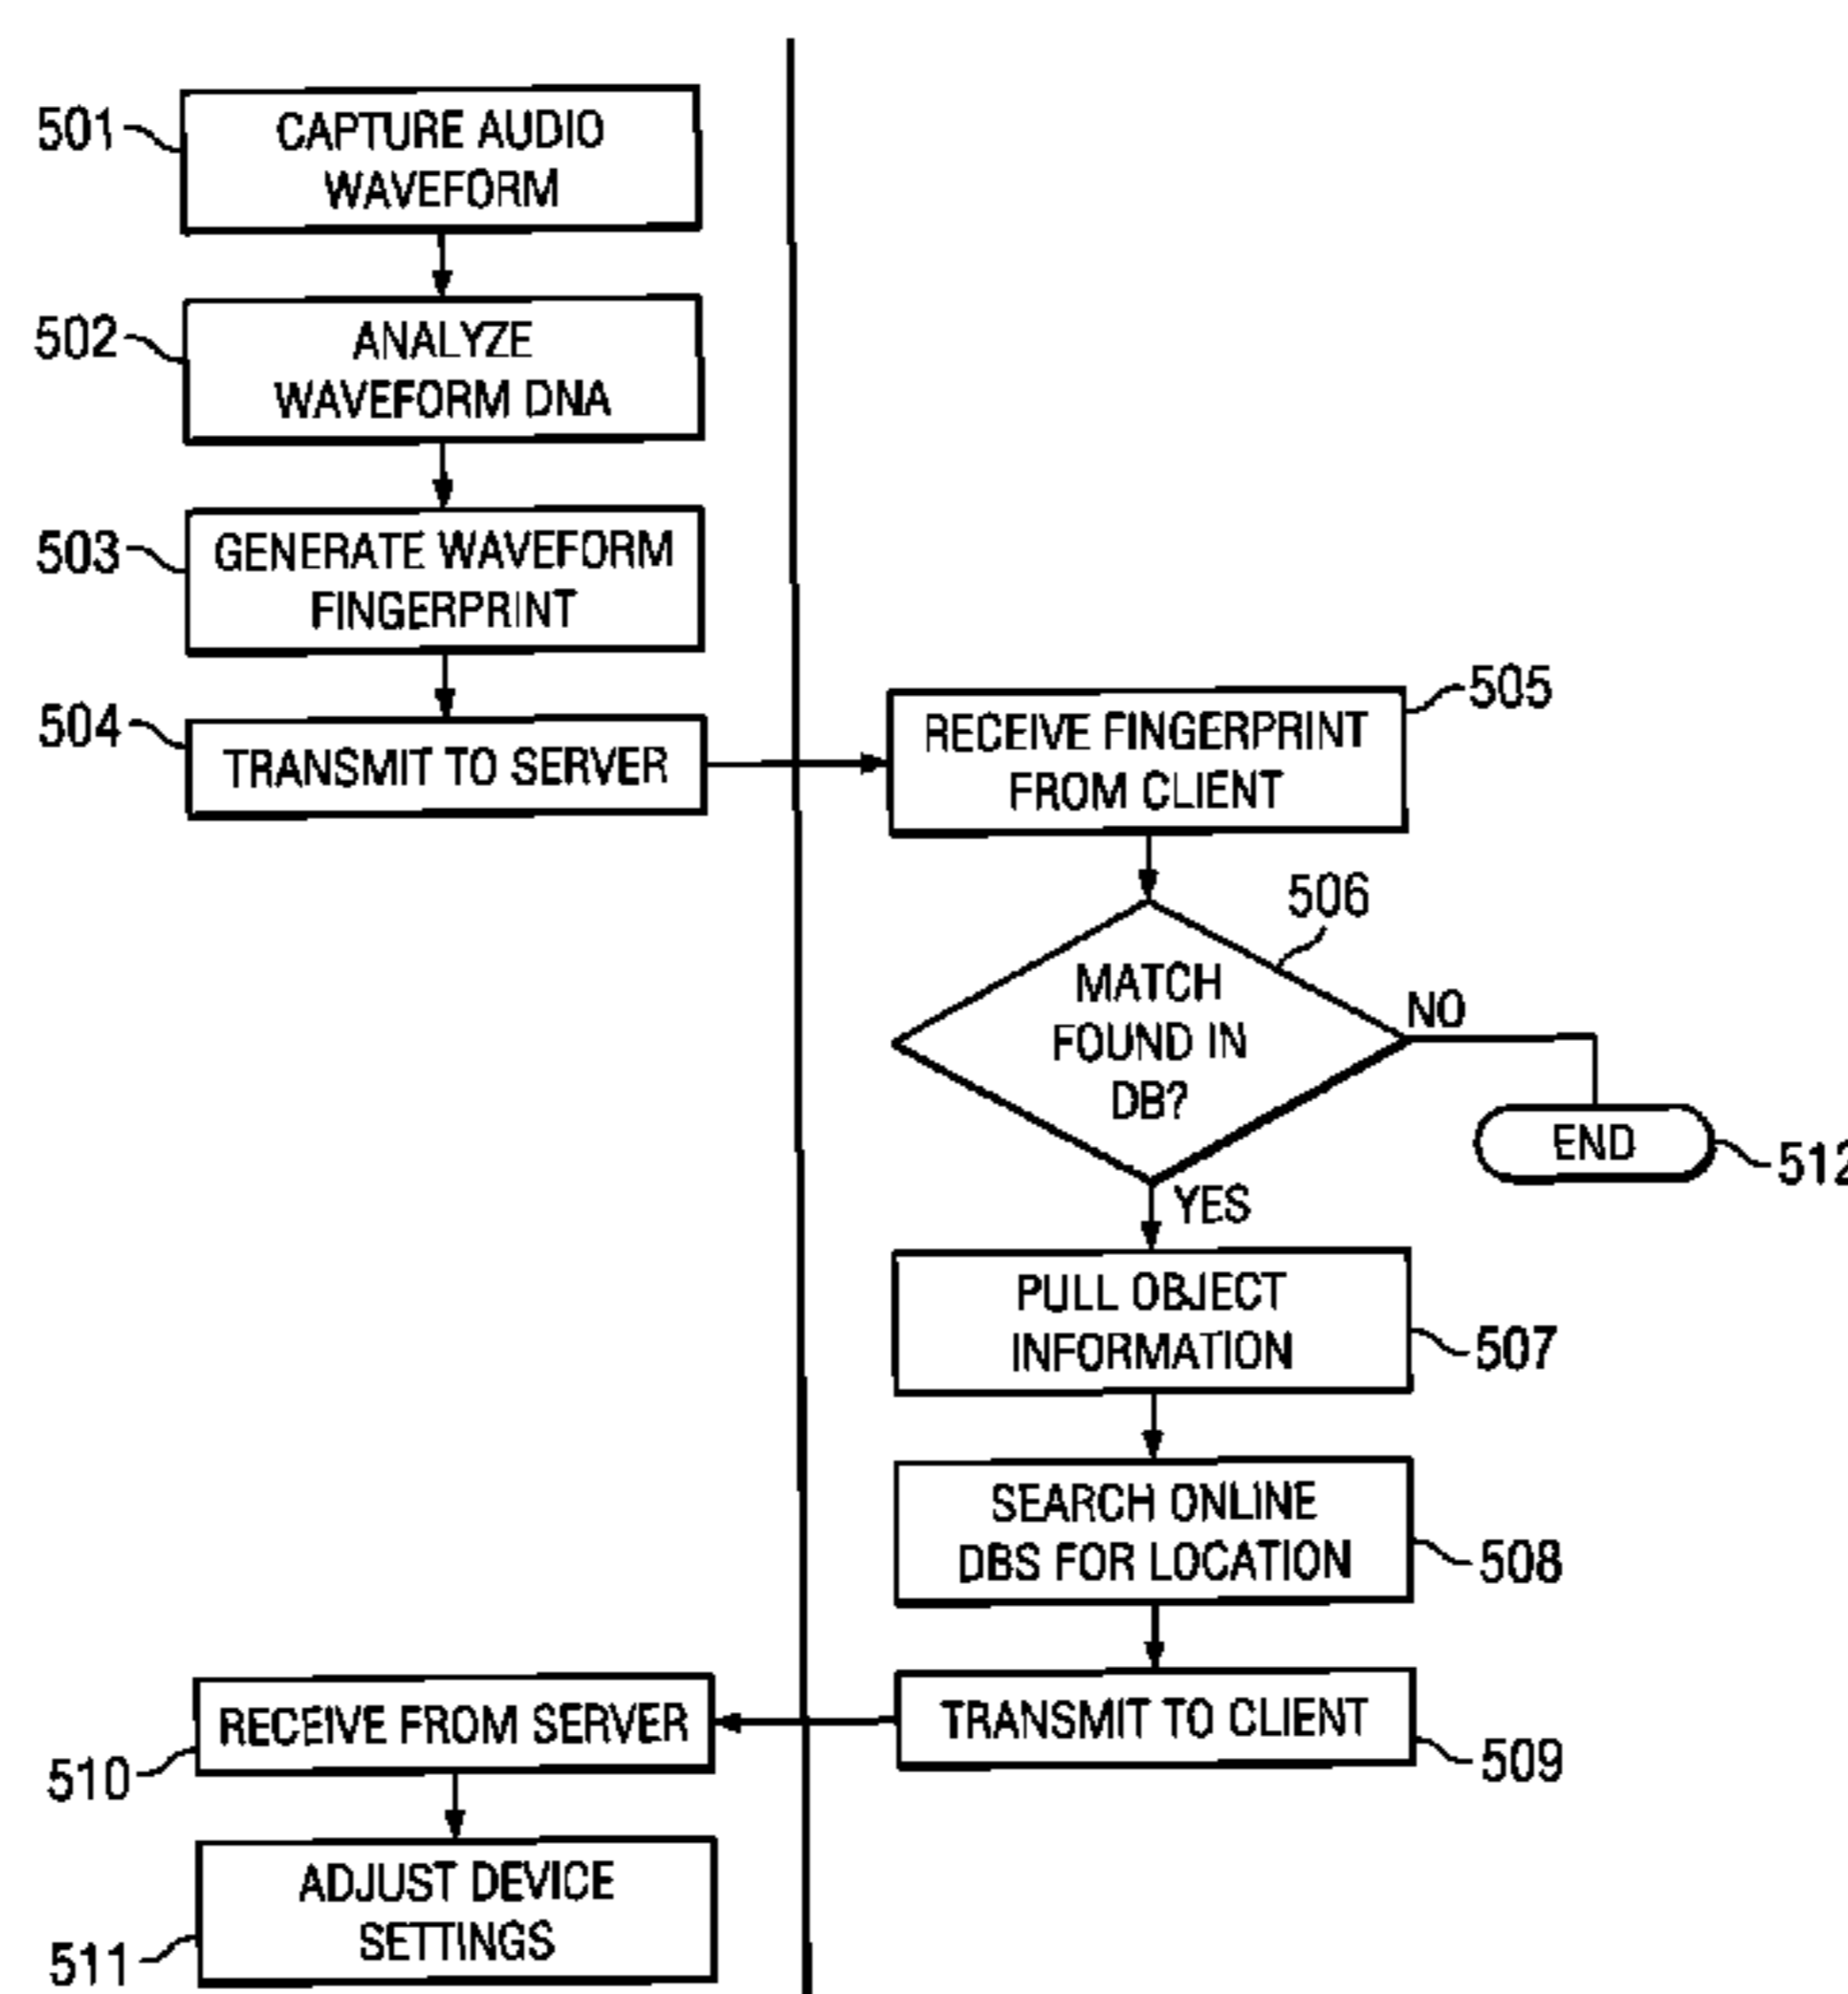 501
CAPTURE AUDIO
WAVEFORM
502
ANALYZE
WAVEFORM DNA
503
GENERATE WAVEFORM
FINGERPRINT
504
TRANSMIT TO SERVER
505
RECEIVE FINGERPRINT
FROM CLIENT
506
MATCH
FOUND IN
DB?
NO
END
512
YES
PULL OBJECT
INFORMATION
507
SEARCH ONLINE
DBS FOR LOCATION
508
TRANSMIT TO CLIENT
509
RECEIVE FROM SERVER
510
ADJUST DEVICE
SETTINGS
511